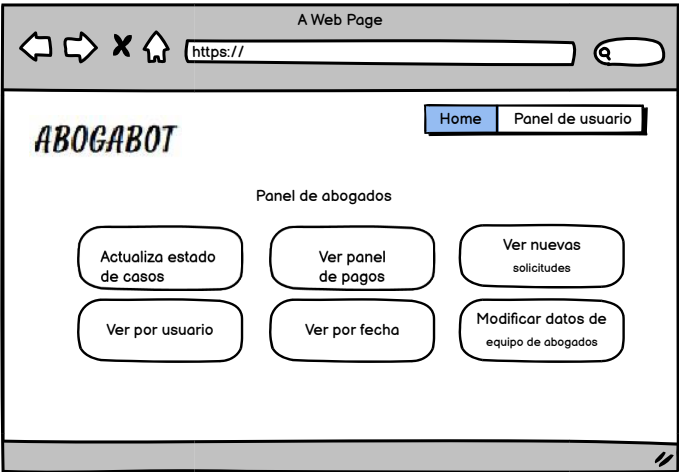 A Web Page
https://
ABOGABOT
Home
Panel de usuario
Panel de abogados
Actualiza estado
de casos
Ver panel
de pagos
Ver nuevas
solicitudes
Ver por usuario
Ver por fecha
Modificar datos de
equipo de abogados